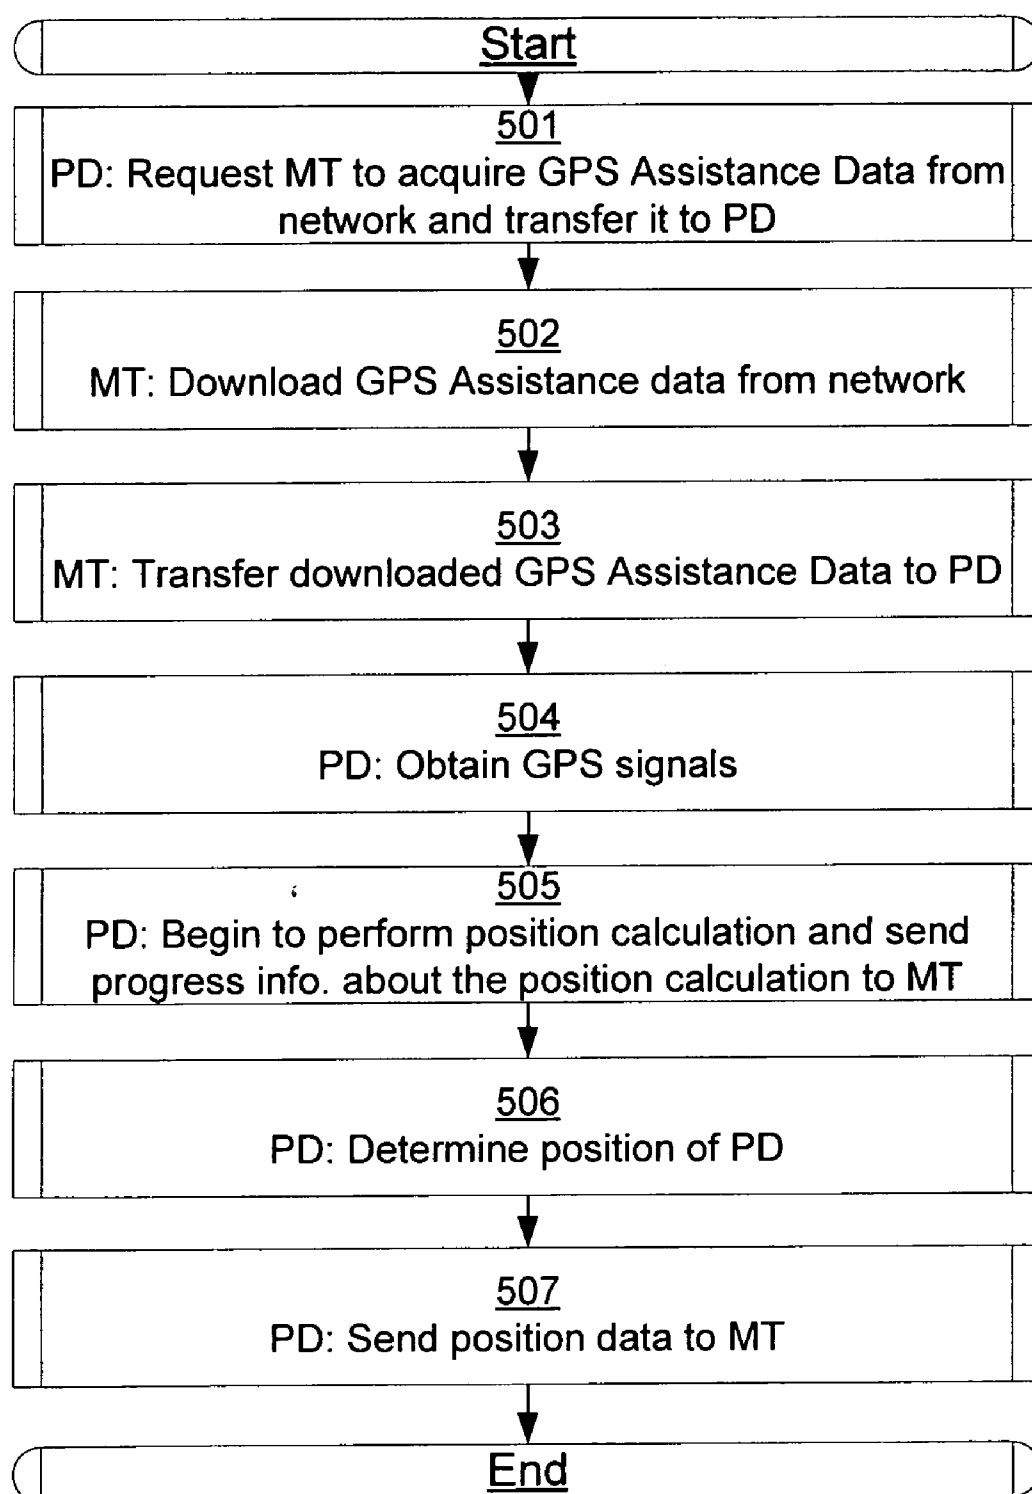 Start
501
PD: Request MT to acquire GPS Assistance Data from
network and transfer it to PD
502
MT: Download GPS Assistance data from network
503
MT: Transfer downloaded GPS Assistance Data to PD
504
PD: Obtain GPS signals
505
PD: Begin to perform position calculation and send
progress info. about the position calculation to MT
506
PD: Determine position of PD
507
PD: Send position data to MT
End